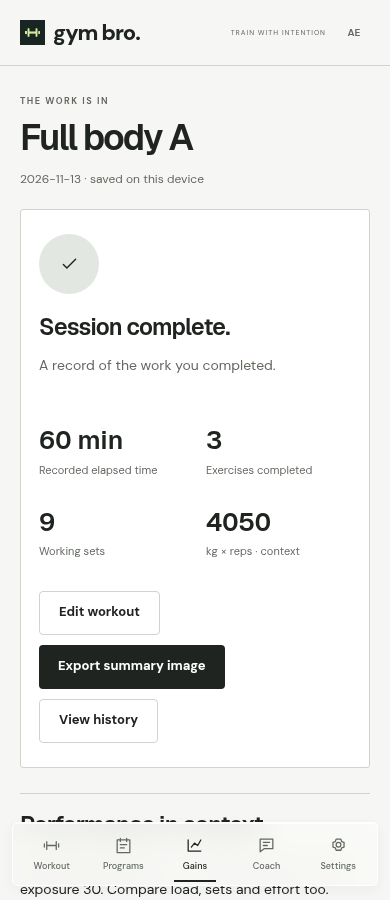 gym bro.
TRAIN WITH INTENTION
AE
THE WORK IS IN
Full body A
2026-11-13 · saved on this device
Session complete.
A record of the work you completed.
60 min
Recorded elapsed time
3
Exercises completed
9
Working sets
4050
kg × reps · context
Edit workout
Export summary image
View history
Performance in context
Workout
Programs
Gains
Coach
Settings
exposure 30. Compare load, sets and effort too.